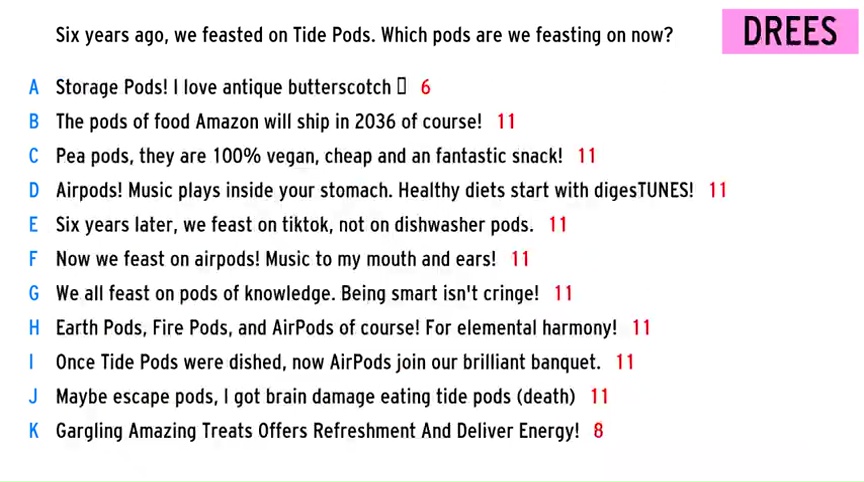 Six years ago, we feasted on Tide Pods. Which pods are we feasting on now?
DREES
A Storage Pods! I love antique butterscotch 6
B The pods of food Amazon will ship in 2036 of course! 11
C Pea pods, they are 100% vegan, cheap and an fantastic snack! 11
D Airpods! Music plays inside your stomach. Healthy diets start with digesTUNES! 11
E Six years later, we feast on tiktok, not on dishwasher pods. 11
F Now we feast on airpods! Music to my mouth and ears! 11
G We all feast on pods of knowledge. Being smart isn't cringe! 11
H Earth Pods, Fire Pods, and AirPods of course! For elemental harmony! 11
I Once Tide Pods were dished, now AirPods join our brilliant banquet. 11
J Maybe escape pods, I got brain damage eating tide pods (death) 11
K Gargling Amazing Treats Offers Refreshment And Deliver Energy! 8